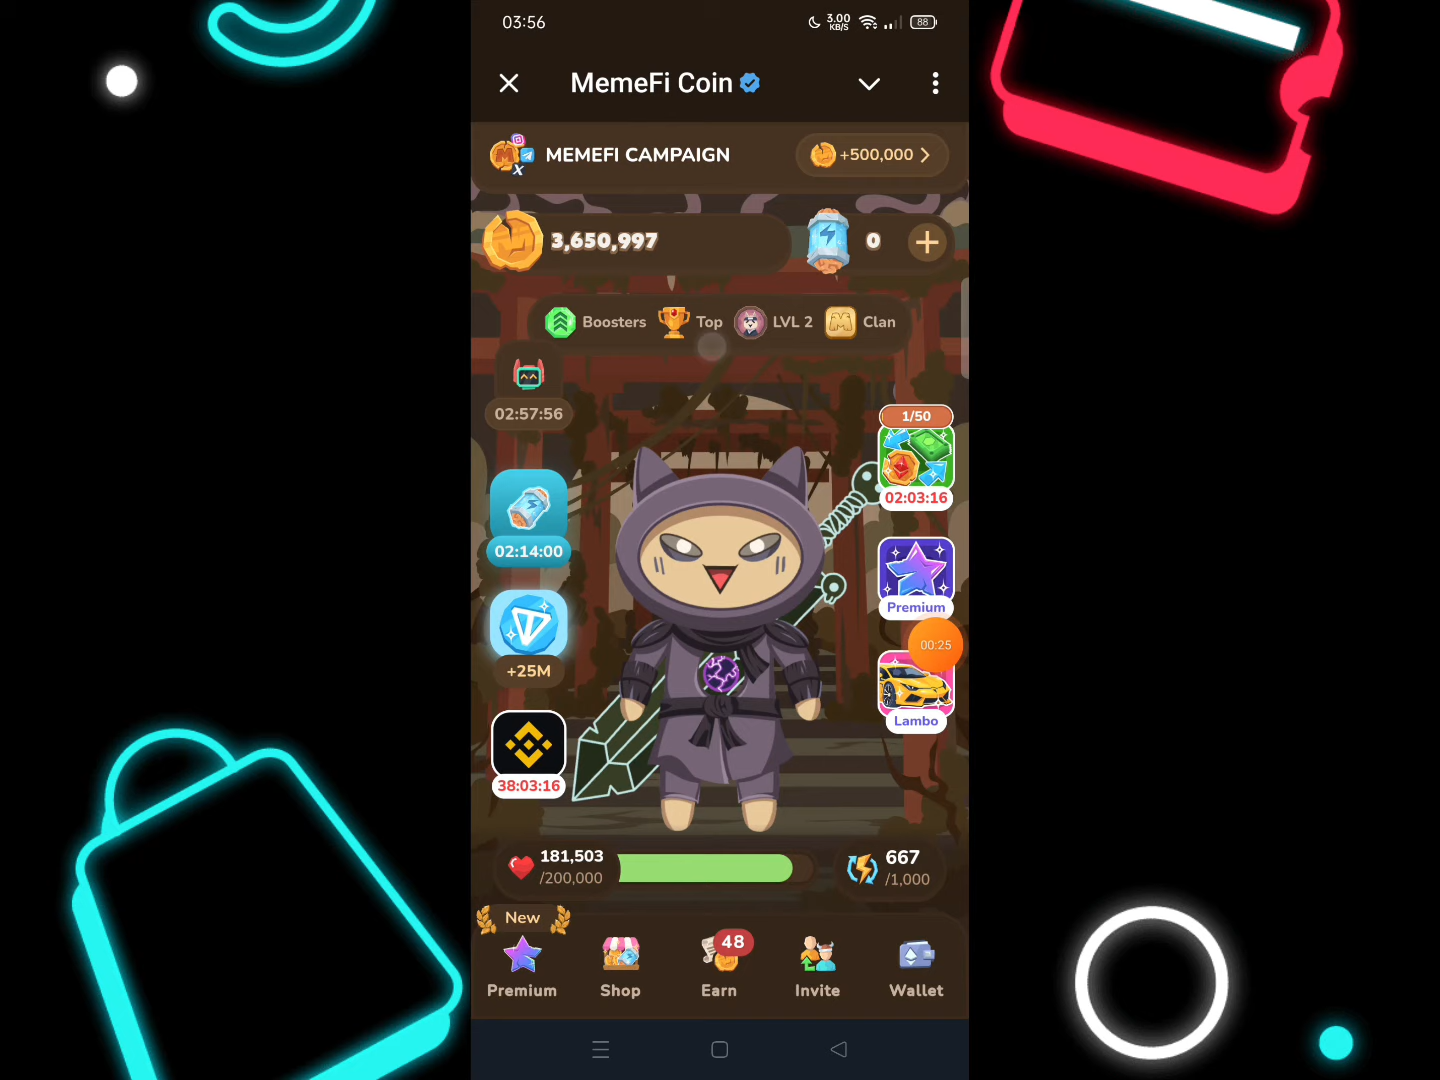 03:56
3.00
KB/S
88
MemeFi Coin
MEMEFI CAMPAIGN
+500,000
3,650,997
0
Boosters
Top
LVL 2
Clan
02:57:56
1/50
02:03:16
02:14:00
Premium
00:25
+25M
Lambo
38:03:16
181,503
/200,000
667
/1,000
New
48
Premium
Shop
Earn
Invite
Wallet